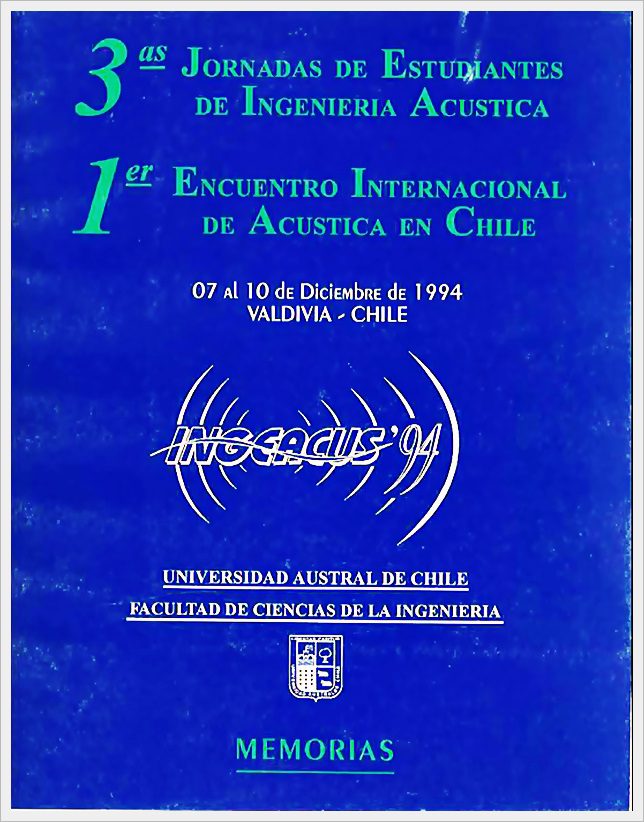 3as JORNADAS DE ESTUDIANTES
DE INGENIERIA ACUSTICA
1er ENCUENTRO INTERNACIONAL
DE ACUSTICA EN CHILE
07 Al 10 dE DiciEMbRE dE 1994
VALDIVIA - CHILE
INGEACUS '94
UNIVERSIDAD AUSTRAL DE CHILE
FACULTAD DE CIENCIAS DE LA INGENIERIA
MEMORIAS